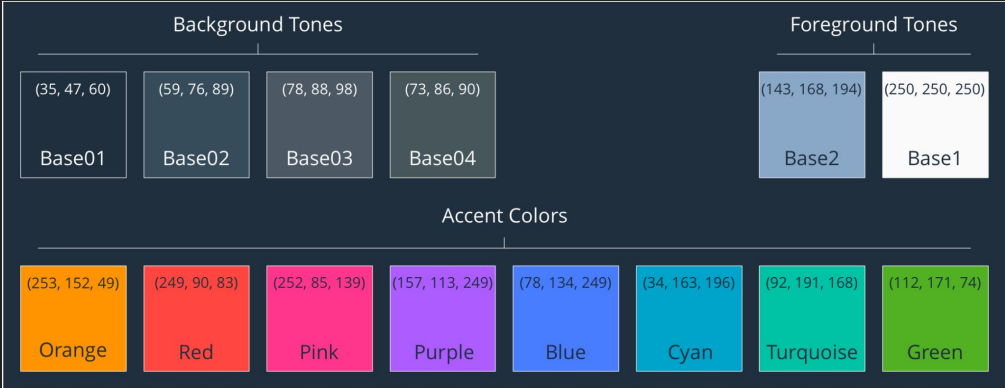 Background Tones
Foreground Tones
(35, 47, 60)
(59, 76, 89)
(78, 88, 98)
(73, 86, 90)
(143, 168, 194)
(250, 250, 250)
Base01
Base02
Base03
Base04
Base2
Base1
Accent Colors
(253, 152, 49)
(249, 90, 83)
(252, 85, 139)
(157, 113, 249)
(78, 134, 249)
(34, 163, 196)
(92, 191, 168)
(112, 171, 74)
Orange
Red
Pink
Purple
Blue
Cyan
Turquoise
Green